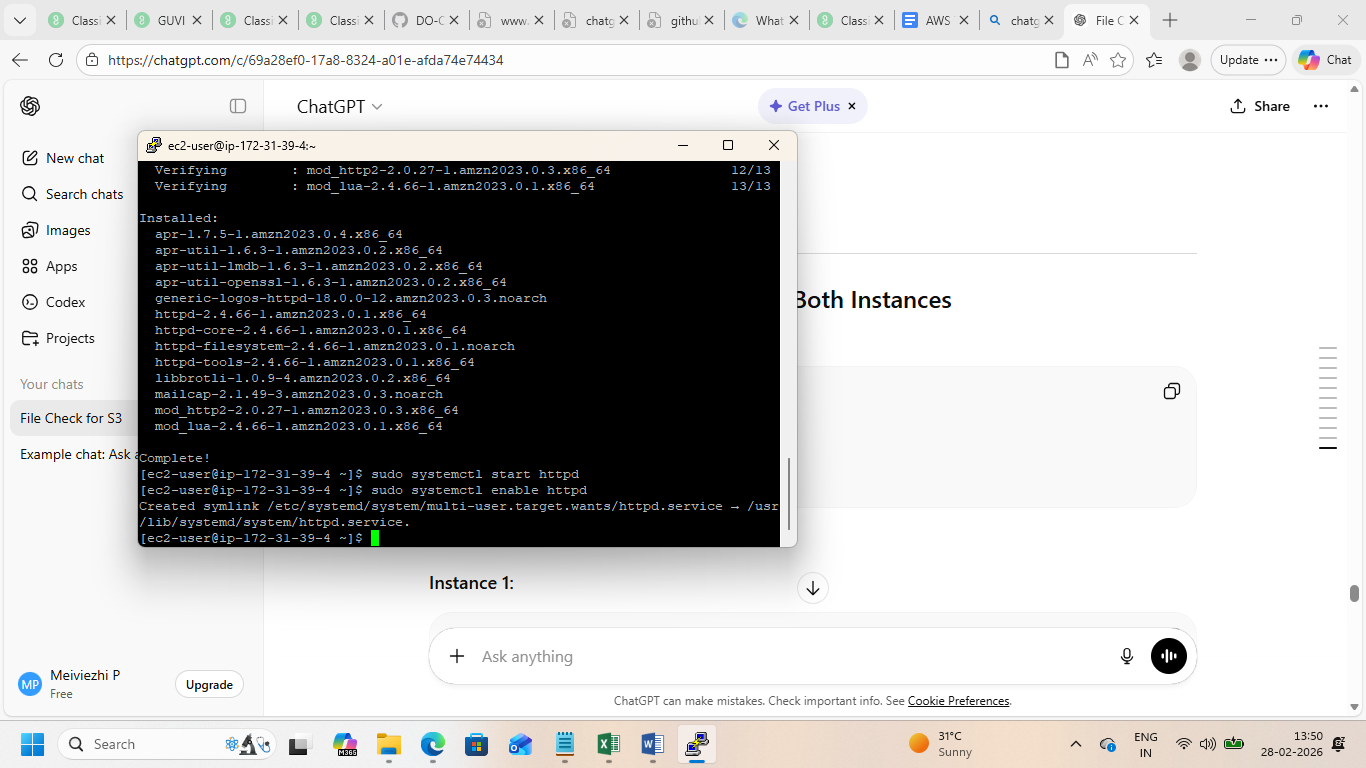 Classi
GUVI
Classi
Classi
DO-C
www.
chatg
githu
What
Classi
AWS
chatg
File C
https://chatgpt.com/c/69a28ef0-17a8-8324-a01e-afda74e74434
Update
Chat
ChatGPT
Get Plus
Share
New chat
Search chats
Images
Apps
Codex
Projects
Your chats
File Check for S3
Example chat: Ask a
Meiviezhi P
Free
MP
Upgrade
ec2-user@ip-172-31-39-4:~
Verifying : mod_http2-2.0.27-1.amzn2023.0.3.x86_64 12/13
Verifying : mod_lua-2.4.66-1.amzn2023.0.1.x86_64 13/13
Installed:
apr-1.7.5-1.amzn2023.0.4.x86_64
apr-util-1.6.3-1.amzn2023.0.2.x86_64
apr-util-lmdb-1.6.3-1.amzn2023.0.2.x86_64
apr-util-openssl-1.6.3-1.amzn2023.0.2.x86_64
generic-logos-httpd-18.0.0-12.amzn2023.0.3.noarch
httpd-2.4.66-1.amzn2023.0.1.x86_64
httpd-core-2.4.66-1.amzn2023.0.1.x86_64
httpd-filesystem-2.4.66-1.amzn2023.0.1.noarch
httpd-tools-2.4.66-1.amzn2023.0.1.x86_64
libbrotli-1.0.9-4.amzn2023.0.2.x86_64
mailcap-2.1.49-3.amzn2023.0.3.noarch
mod_http2-2.0.27-1.amzn2023.0.3.x86_64
mod_lua-2.4.66-1.amzn2023.0.1.x86_64
Complete!
[ec2-user@ip-172-31-39-4 ~]$ sudo systemctl start httpd
[ec2-user@ip-172-31-39-4 ~]$ sudo systemctl enable httpd
Created symlink /etc/systemd/system/multi-user.target.wants/httpd.service → /usr
/lib/systemd/system/httpd.service.
[ec2-user@ip-172-31-39-4 ~]$
Both Instances
Instance 1:
Ask anything
ChatGPT can make mistakes. Check important info. See Cookie Preferences.
Search
M365
31°C
Sunny
ENG
IN
13:50
28-02-2026